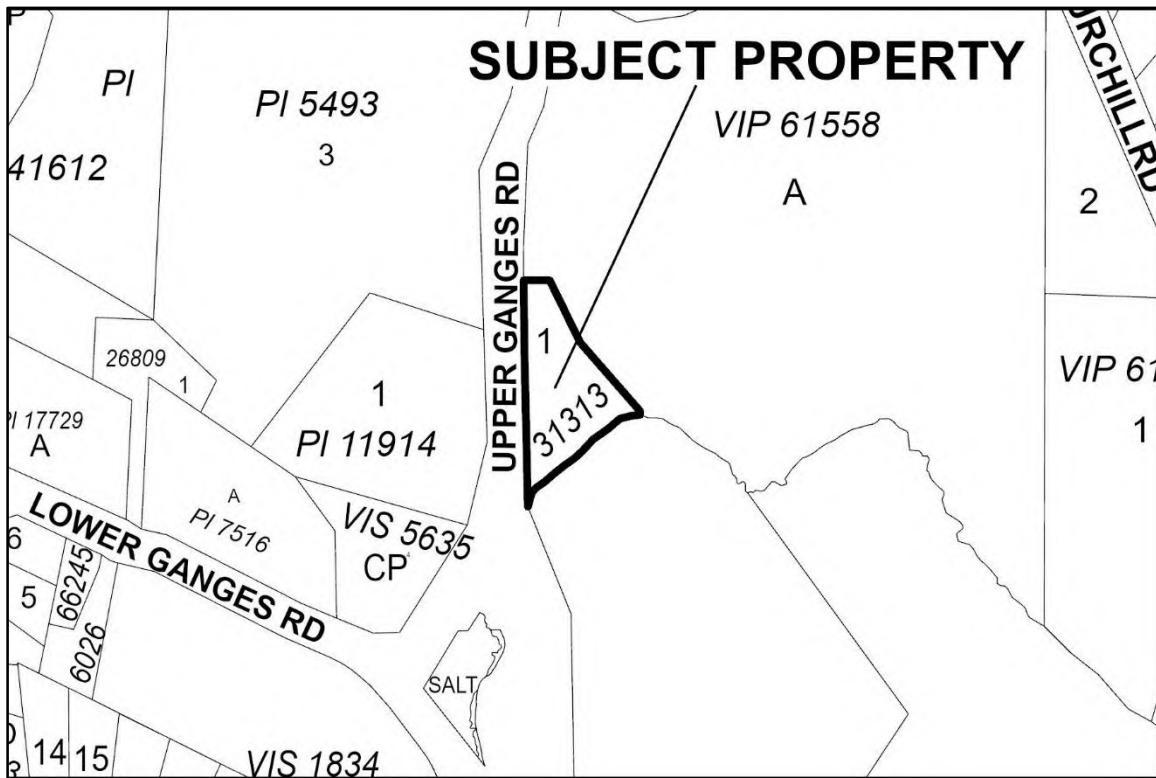 P
URCHILL RD
SUBJECT PROPERTY
PI
PI 5493
VIP 61558
3
41612
A
2
UPPER GANGES RD
26809
1
1
VIP 61
1
PI 11914
31313
1
PI 17729
A
A
PI 7516
VIS 5635
CP
LOWER GANGES RD
6
66245
5
6026
SALT
14
15
VIS 1834